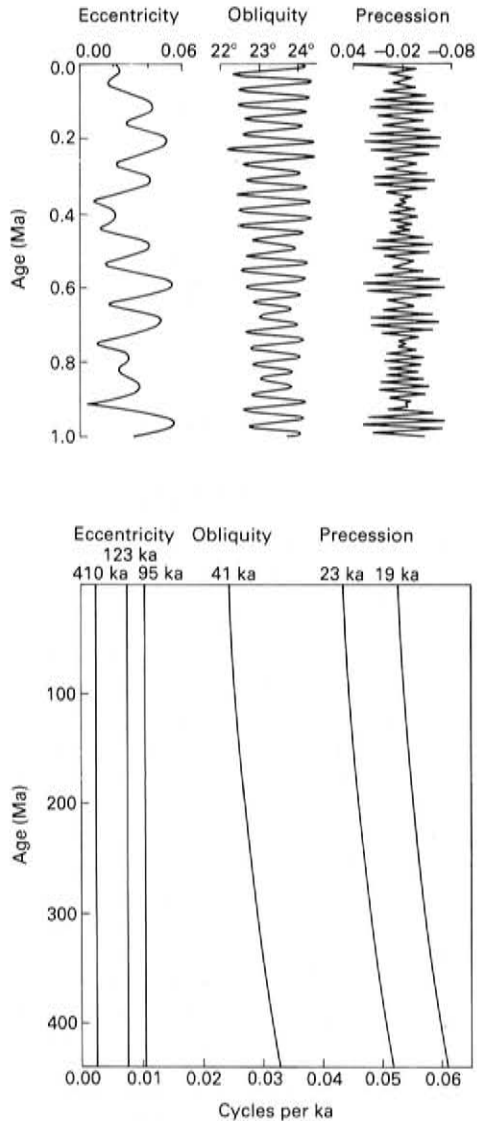 Eccentricity Obliquity Precession
0.00 0.06 22° 23° 24° 0.04 −0.02 −0.08
0.0
0.2
0.4
0.6
0.8
1.0
Age (Ma)
Eccentricity Obliquity Precession
123 ka
410 ka 95 ka 41 ka 23 ka 19 ka
100
200
300
400
Age (Ma)
0.00 0.01 0.02 0.03 0.04 0.05 0.06
Cycles per ka